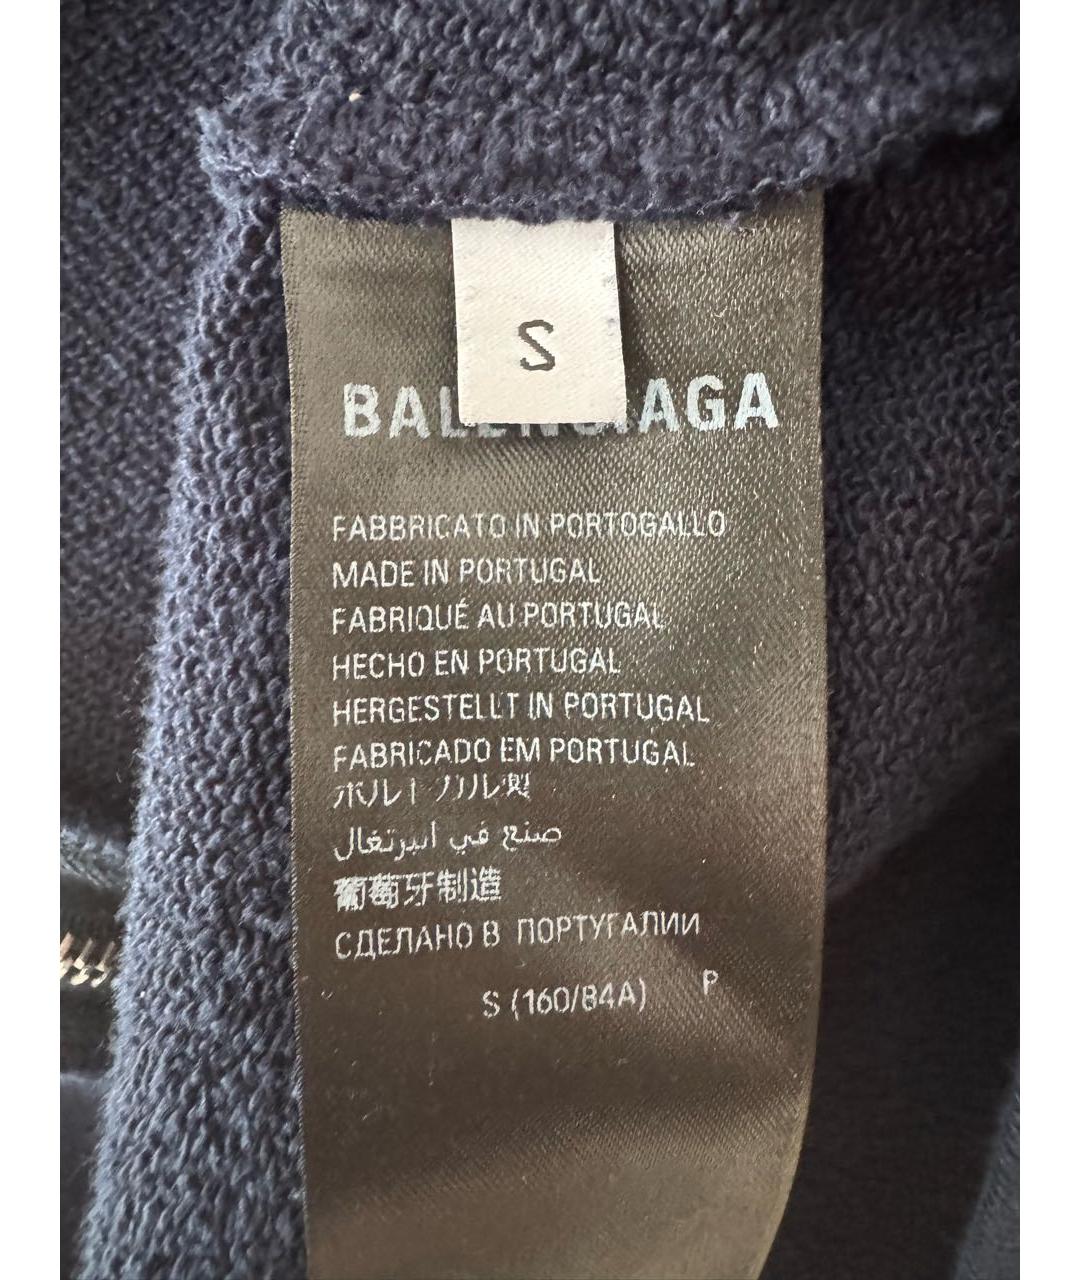 S
BALENCIAGA
FABBRICATO IN PORTOGALLO
MADE IN PORTUGAL
FABRIQUÉ AU PORTUGAL
HECHO EN PORTUGAL
HERGESTELLT IN PORTUGAL
FABRICADO EM PORTUGAL
ポルトガル製
صنع في البرتغال
葡萄牙制造
СДЕЛАНО В ПОРТУГАЛИИ
S (160/84A) P